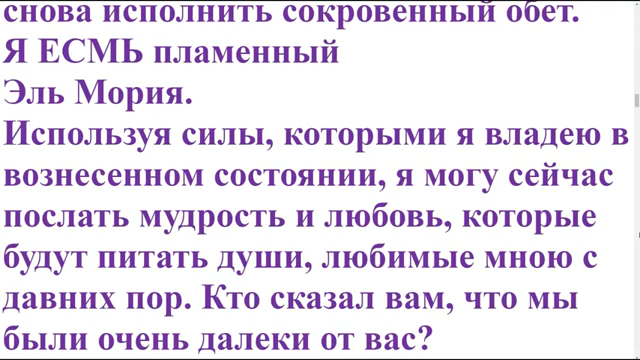 снова исполнить сокровенный обет.
Я ЕСМЬ пламенный
Эль Мория.
Используя силы, которыми я владею в
вознесенном состоянии, я могу сейчас
послать мудрость и любовь, которые
будут питать души, любимые мною с
давних пор. Кто сказал вам, что мы
были очень далеки от вас?